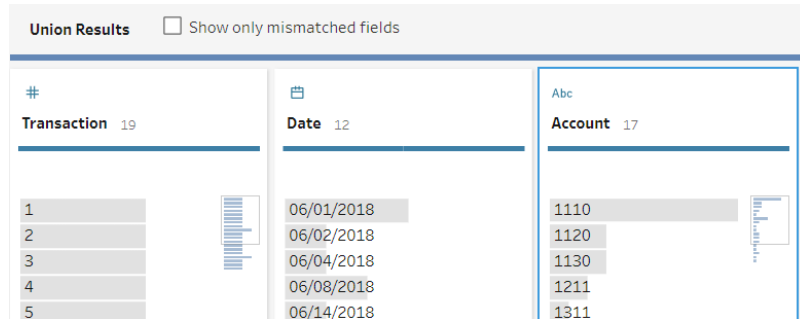 Union Results Show only mismatched fields
# Abc
Transaction 19 Date 12 Account 17
1 06/01/2018 1110
2 06/02/2018 1120
3 06/04/2018 1130
4 06/08/2018 1211
5 06/14/2018 1311